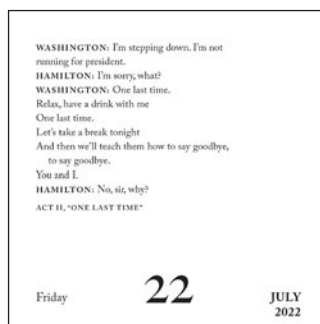 WASHINGTON: I'm stepping down. I'm not
running for president.
HAMILTON: I'm sorry, what?
WASHINGTON: One last time.
Relax, have a drink with me
One last time.
Let's take a break tonight
And then we'll teach them how to say goodbye,
to say goodbye.
You and I.
HAMILTON: No, sir, why?
ACT II, "ONE LAST TIME"
Friday 22 JULY
2022